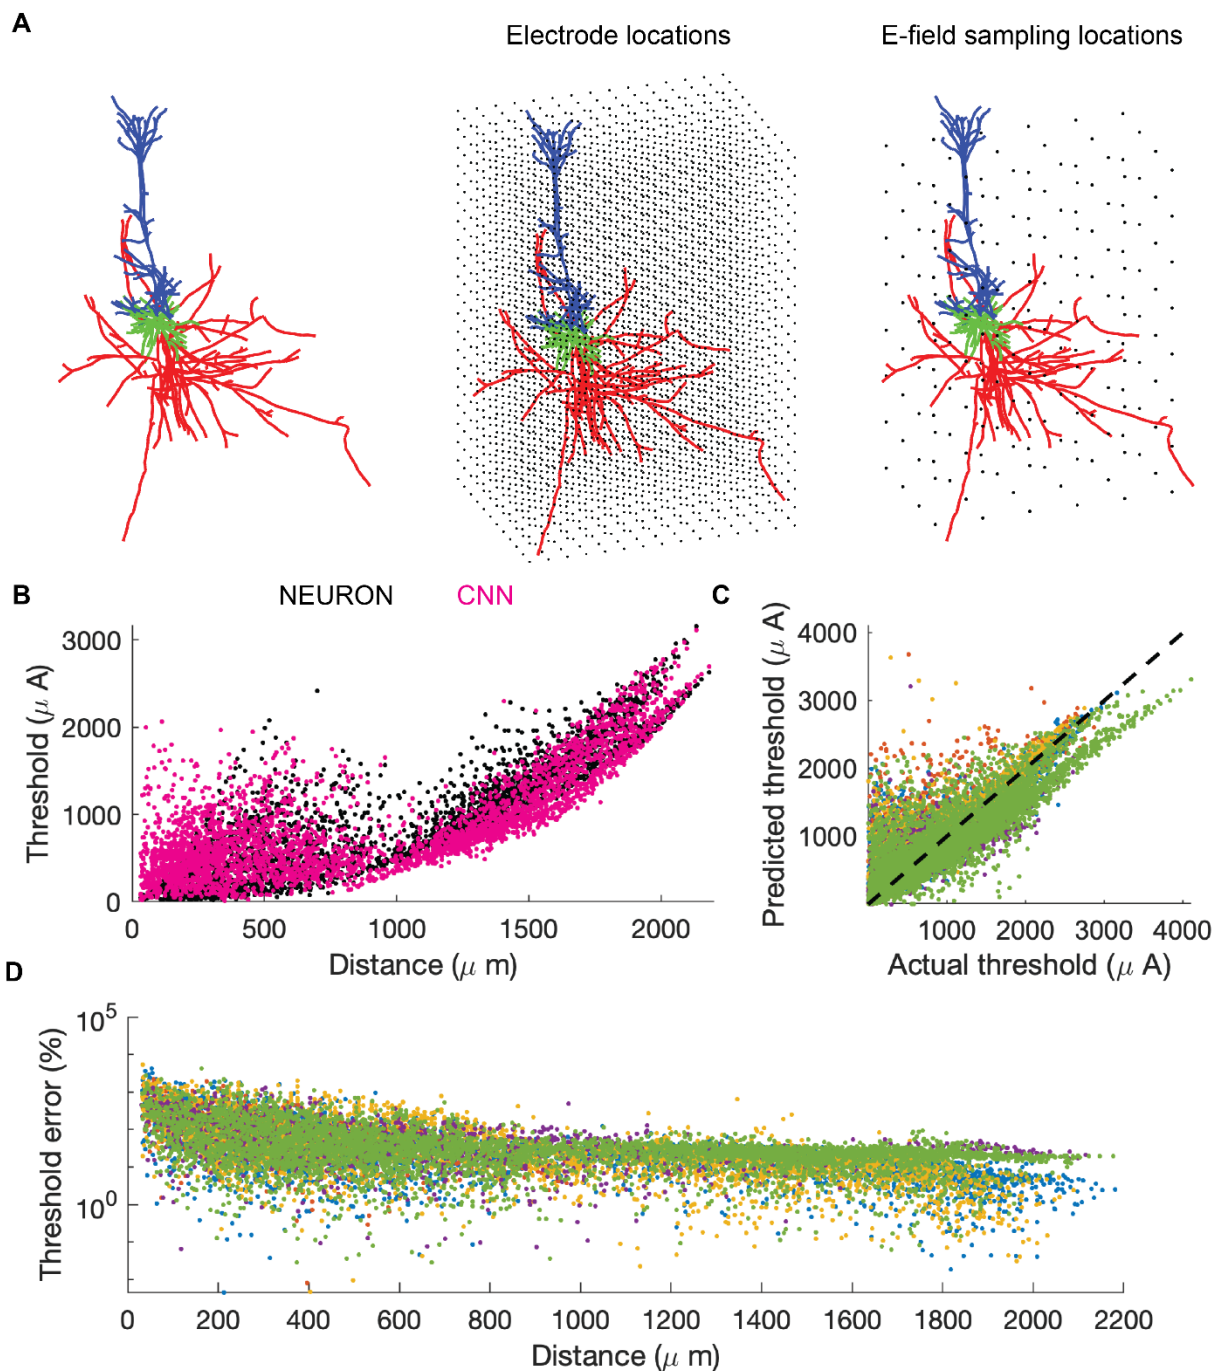 A
Electrode locations E-field sampling locations
B NEURON CNN
3000
2000
1000
0
Threshold (μ A)
0 500 1000 1500 2000
Distance (μ m)
C
4000
3000
2000
1000
Predicted threshold (μ A)
1000 2000 3000 4000
Actual threshold (μ A)
D
10^5
10^0
Threshold error (%)
0 200 400 600 800 1000 1200 1400 1600 1800 2000 2200
Distance (μ m)